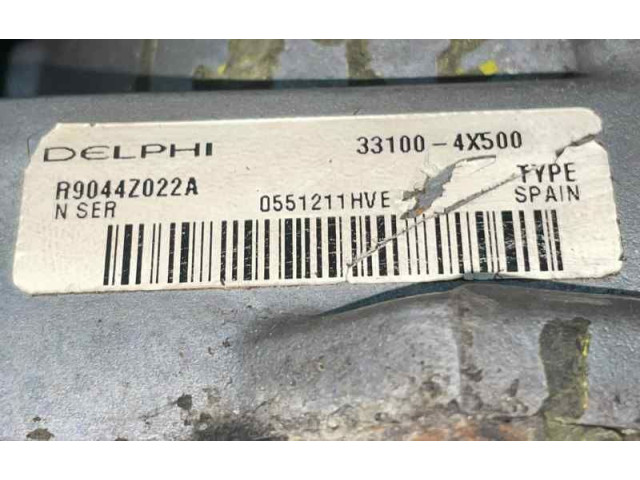 DELPHI 33100-4X500
R9044Z022A TYPE
N SER 0551211HVE SPAIN